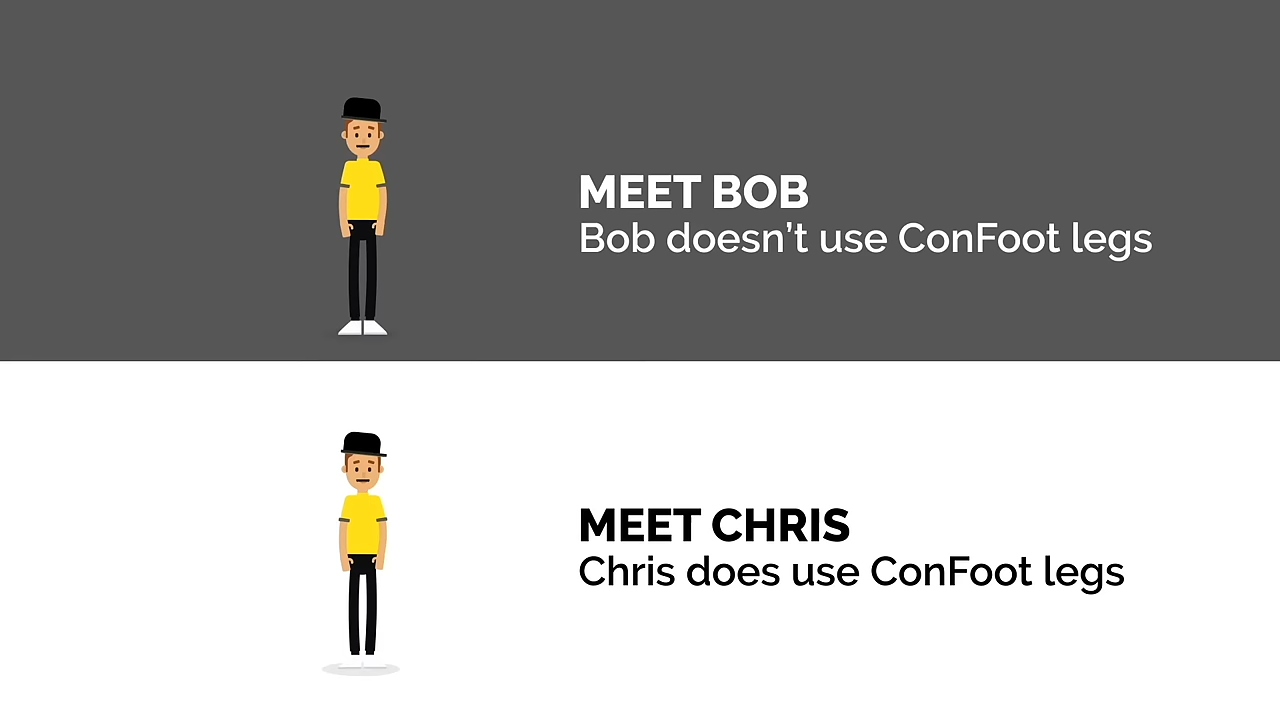 MEET BOB
Bob doesn’t use ConFoot legs
MEET CHRIS
Chris does use ConFoot legs